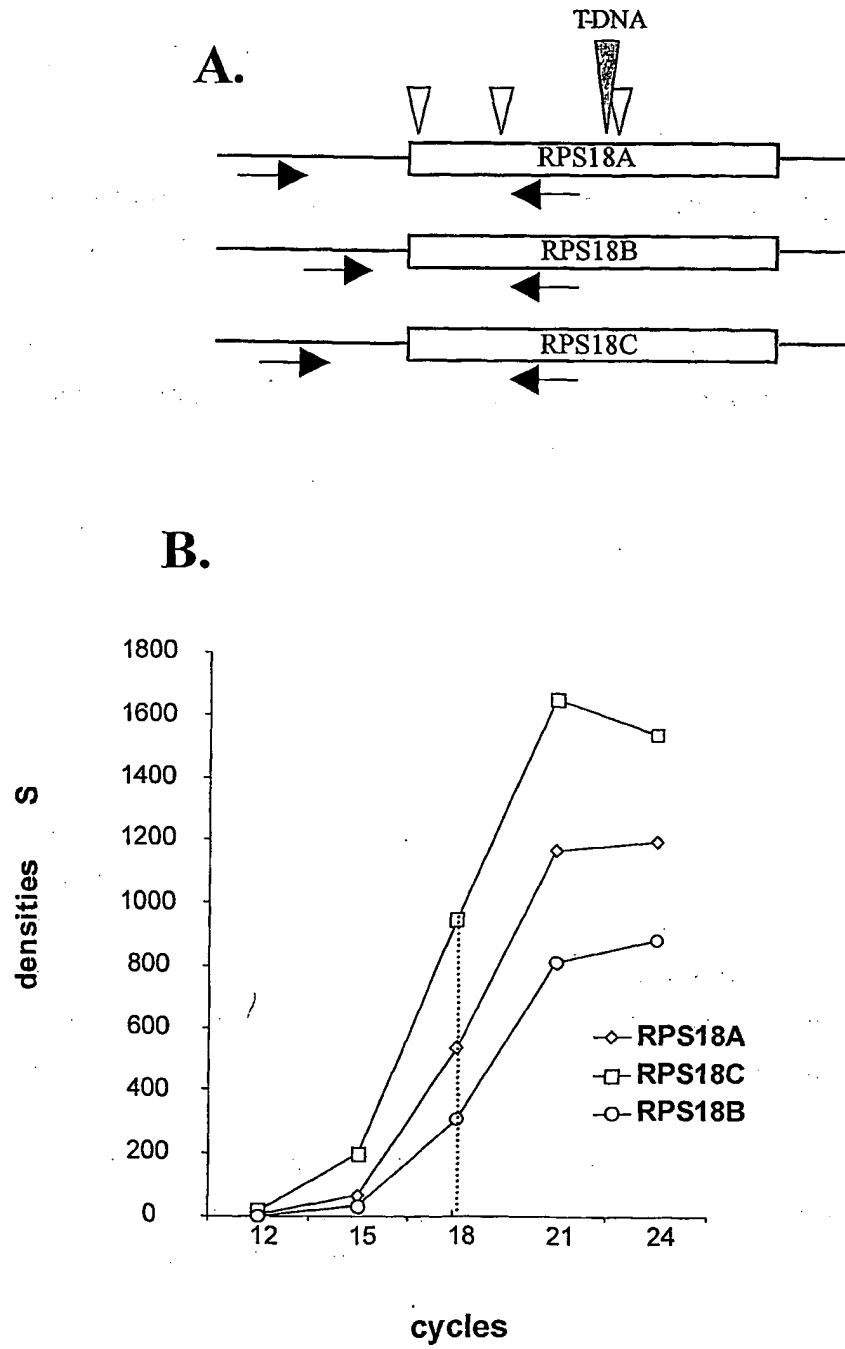 T-DNA
A.
RPS18A
RPS18B
RPS18C
B.
1800
1600
1400
1200
1000
800
600
400
200
0
densities S
12 15 18 21 24
cycles
RPS18A
RPS18C
RPS18B